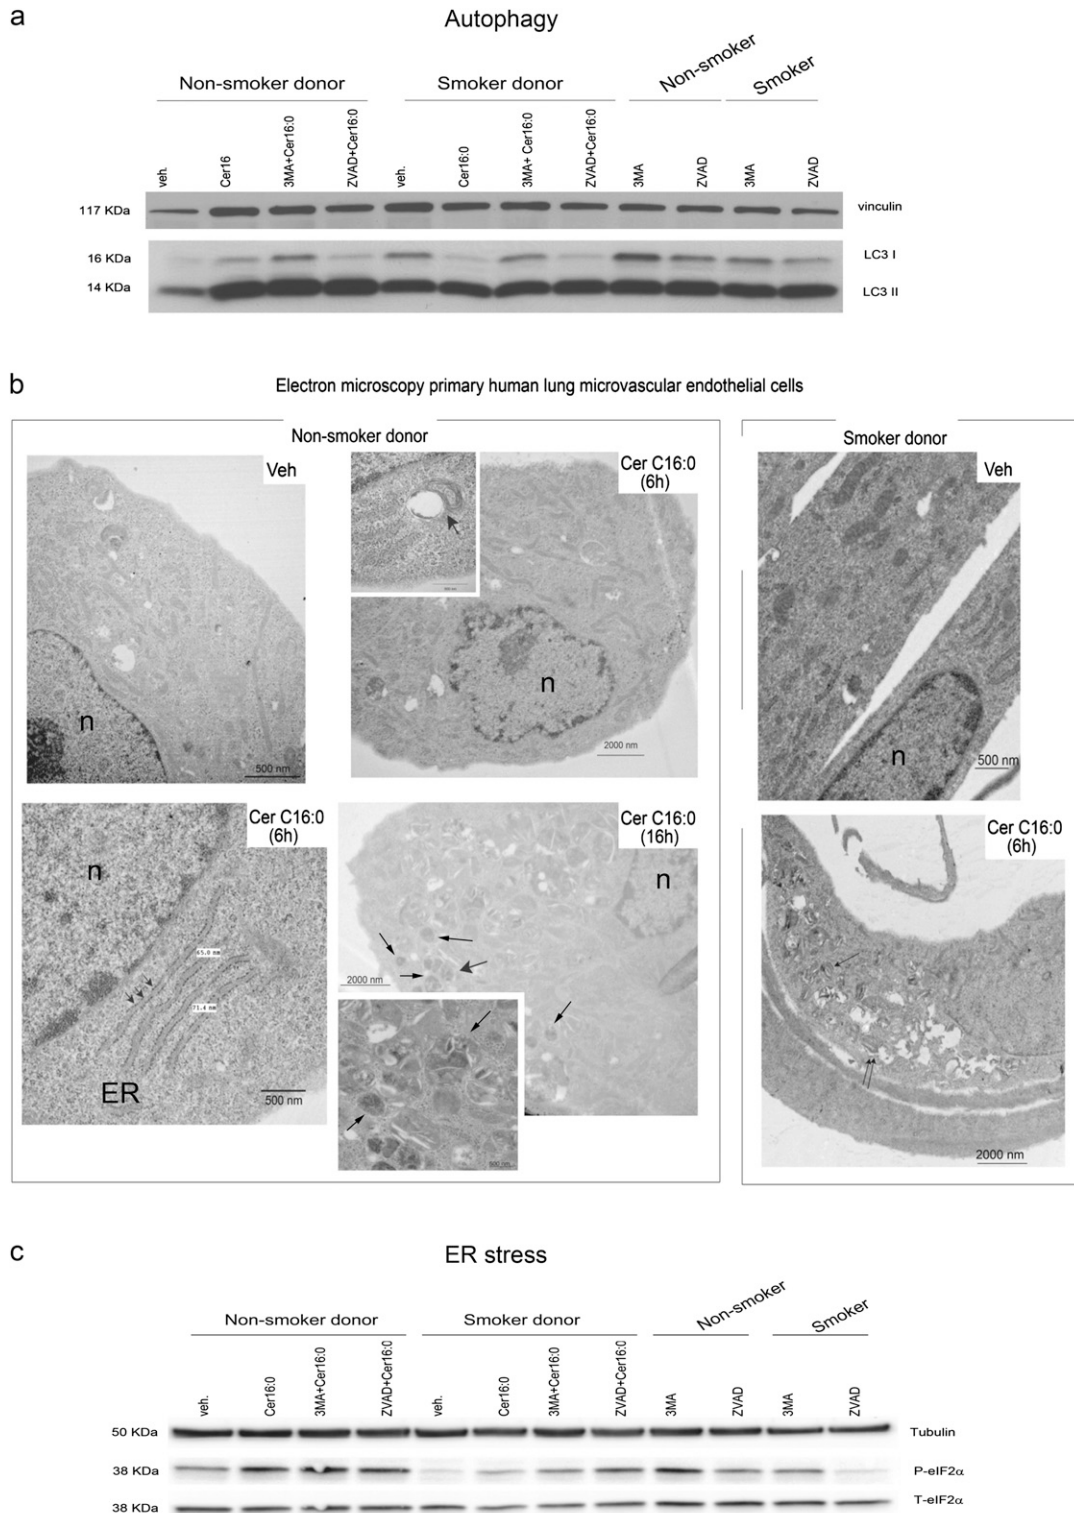 a
Autophagy
Non-smoker donor
Smoker donor
Non-smoker
Smoker
veh.
Cer16
3MA+Cer16:0
ZVAD+Cer16:0
veh.
Cer16:0
3MA+ Cer16:0
ZVAD+Cer16:0
3MA
ZVAD
3MA
ZVAD
117 KDa
vinculin
16 KDa
LC3 I
14 KDa
LC3 II
b
Electron microscopy primary human lung microvascular endothelial cells
Non-smoker donor
Smoker donor
Veh
n
500 nm
Cer C16:0
(6h)
n
2000 nm
Veh
n
500 nm
Cer C16:0
(6h)
n
65.0 nm
71.4 nm
ER
500 nm
Cer C16:0
(16h)
n
2000 nm
Cer C16:0
(6h)
2000 nm
c
ER stress
Non-smoker donor
Smoker donor
Non-smoker
Smoker
veh.
Cer16:0
3MA+Cer16:0
ZVAD+Cer16:0
veh.
Cer16:0
3MA+Cer16:0
ZVAD+Cer16:0
3MA
ZVAD
3MA
ZVAD
50 KDa
Tubulin
38 KDa
P-eIF2α
38 KDa
T-eIF2α